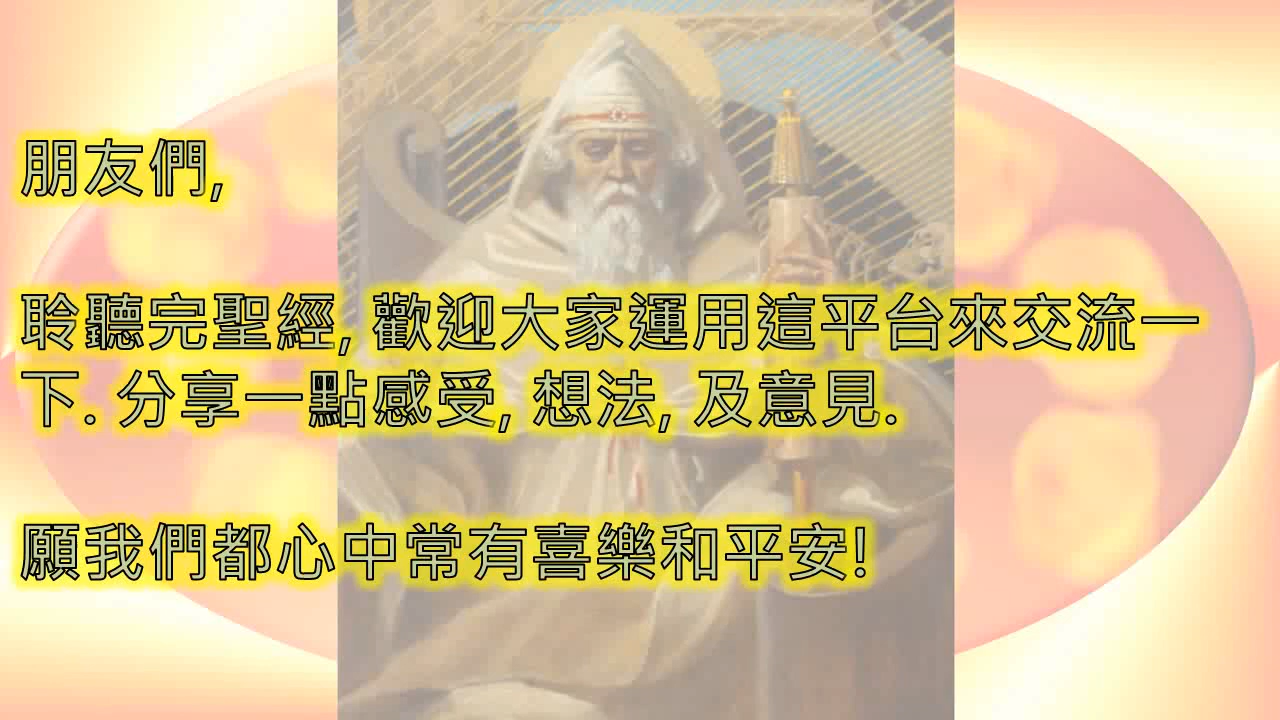 朋友們,
聆聽完聖經, 歡迎大家運用這平台來交流一
下. 分享一點感受, 想法, 及意見.
願我們都心中常有喜樂和平安!